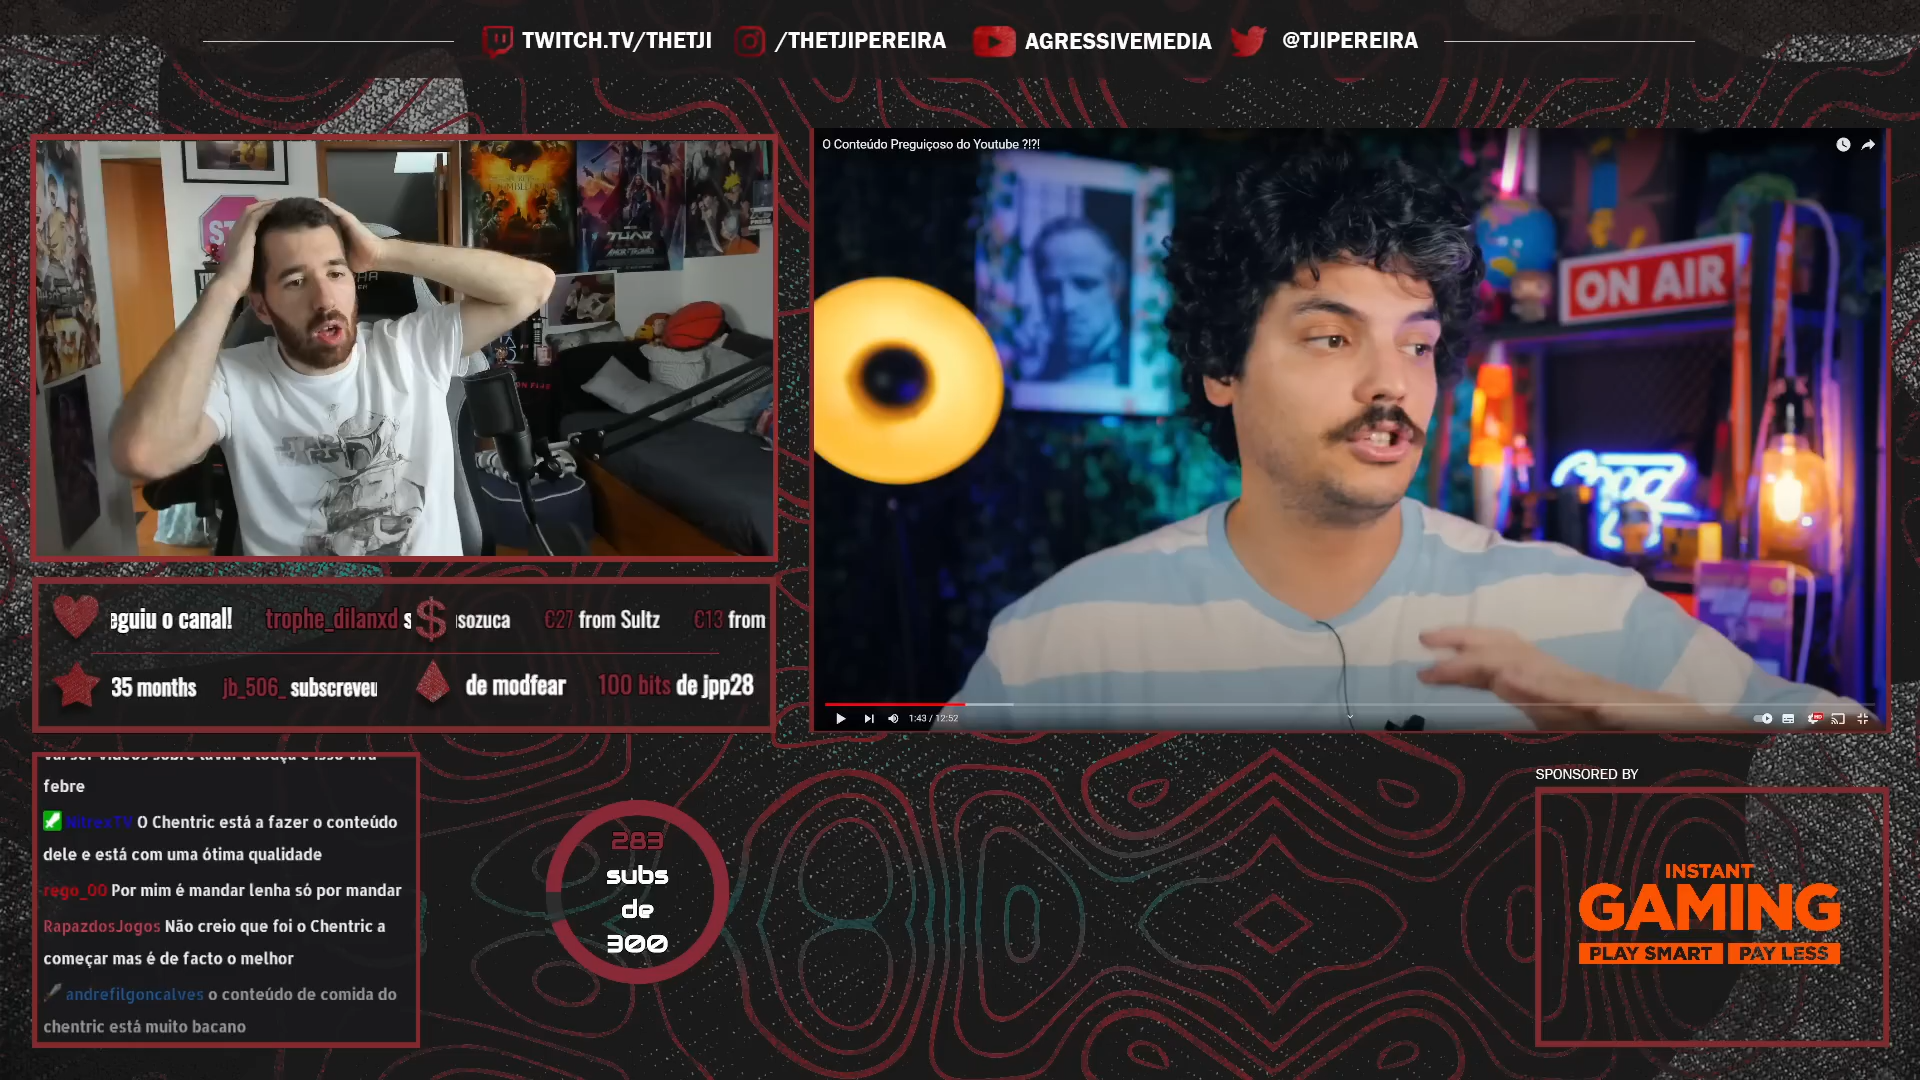 TWITCH.TV/THETJI
/THETJIPEREIRA
AGRESSIVEMEDIA
@TJIPEREIRA
O Conteúdo Preguiçoso do Youtube ?!?!
ON AIR
THOR
STAR WARS
eguiu o canal! trophe_dilanxd s
sozuca €27 from Sultz €13 from
35 months jb_506_ subscreveu
de modfear 100 bits de jpp28
1:43 / 12:52
febre
NitrexTV O Chentric está a fazer o conteúdo
dele e está com uma ótima qualidade
rego_00 Por mim é mandar lenha só por mandar
RapazdosJogos Não creio que foi o Chentric a
começar mas é de facto o melhor
andrefilgoncalves o conteúdo de comida do
chentric está muito bacano
283
subs
de
300
SPONSORED BY
INSTANT
GAMING
PLAY SMART PAY LESS